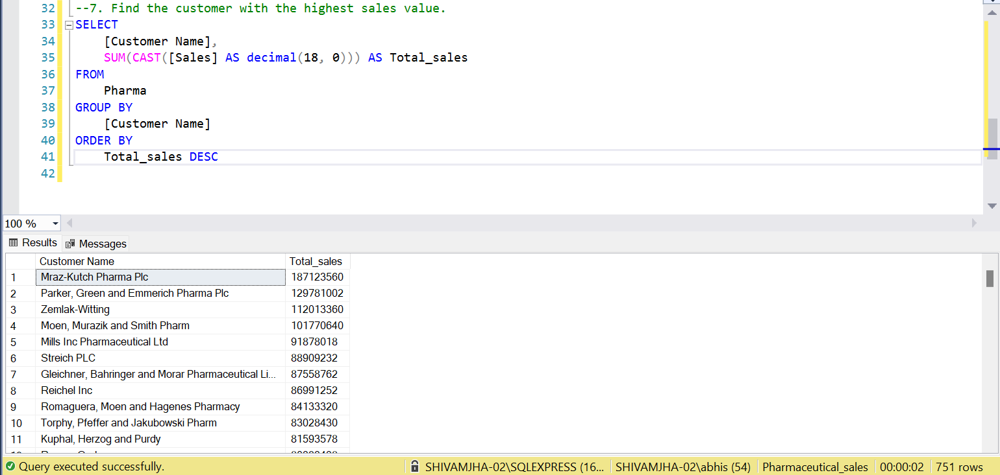 32 --7. Find the customer with the highest sales value.
33 SELECT
34 [Customer Name],
35 SUM(CAST([Sales] AS decimal(18, 0))) AS Total_sales
36 FROM
37 Pharma
38 GROUP BY
39 [Customer Name]
40 ORDER BY
41 Total_sales DESC
42
100 %
Results Messages
Customer Name Total_sales
1 Mraz-Kutch Pharma Plc 187123560
2 Parker, Green and Emmerich Pharma Plc 129781002
3 Zemlak-Witting 112013360
4 Moen, Murazik and Smith Pharm 101770640
5 Mills Inc Pharmaceutical Ltd 91878018
6 Streich PLC 88909232
7 Gleichner, Bahringer and Morar Pharmaceutical Li... 87558762
8 Reichel Inc 86991252
9 Romaguera, Moen and Hagenes Pharmacy 84133320
10 Torphy, Pfeffer and Jakubowski Pharm 83028430
11 Kuphal, Herzog and Purdy 81593578
Query executed successfully. SHIVAMJHA-02\SQLEXPRESS (16... SHIVAMJHA-02\abhis (54) Pharmaceutical_sales 00:00:02 751 rows